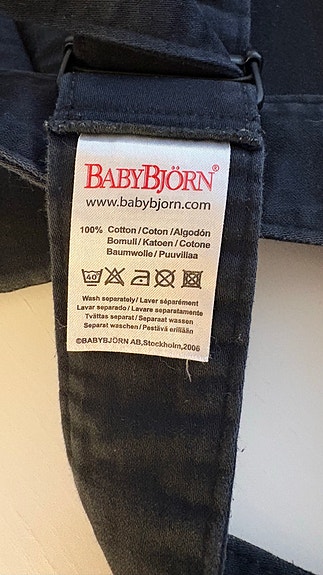 BABYBJÖRN®
www.babybjorn.com
100% Cotton / Coton / Algodón
Bomull / Katoen / Cotone
Baumwolle / Puuvillaa
40
Wash separately / Laver séparément
Lavar separado / Lavare separatamente
Tvättas separat / Separaat wassen
Separat waschen / Pestävä erillään
©BABYBJÖRN AB,Stockholm,2006